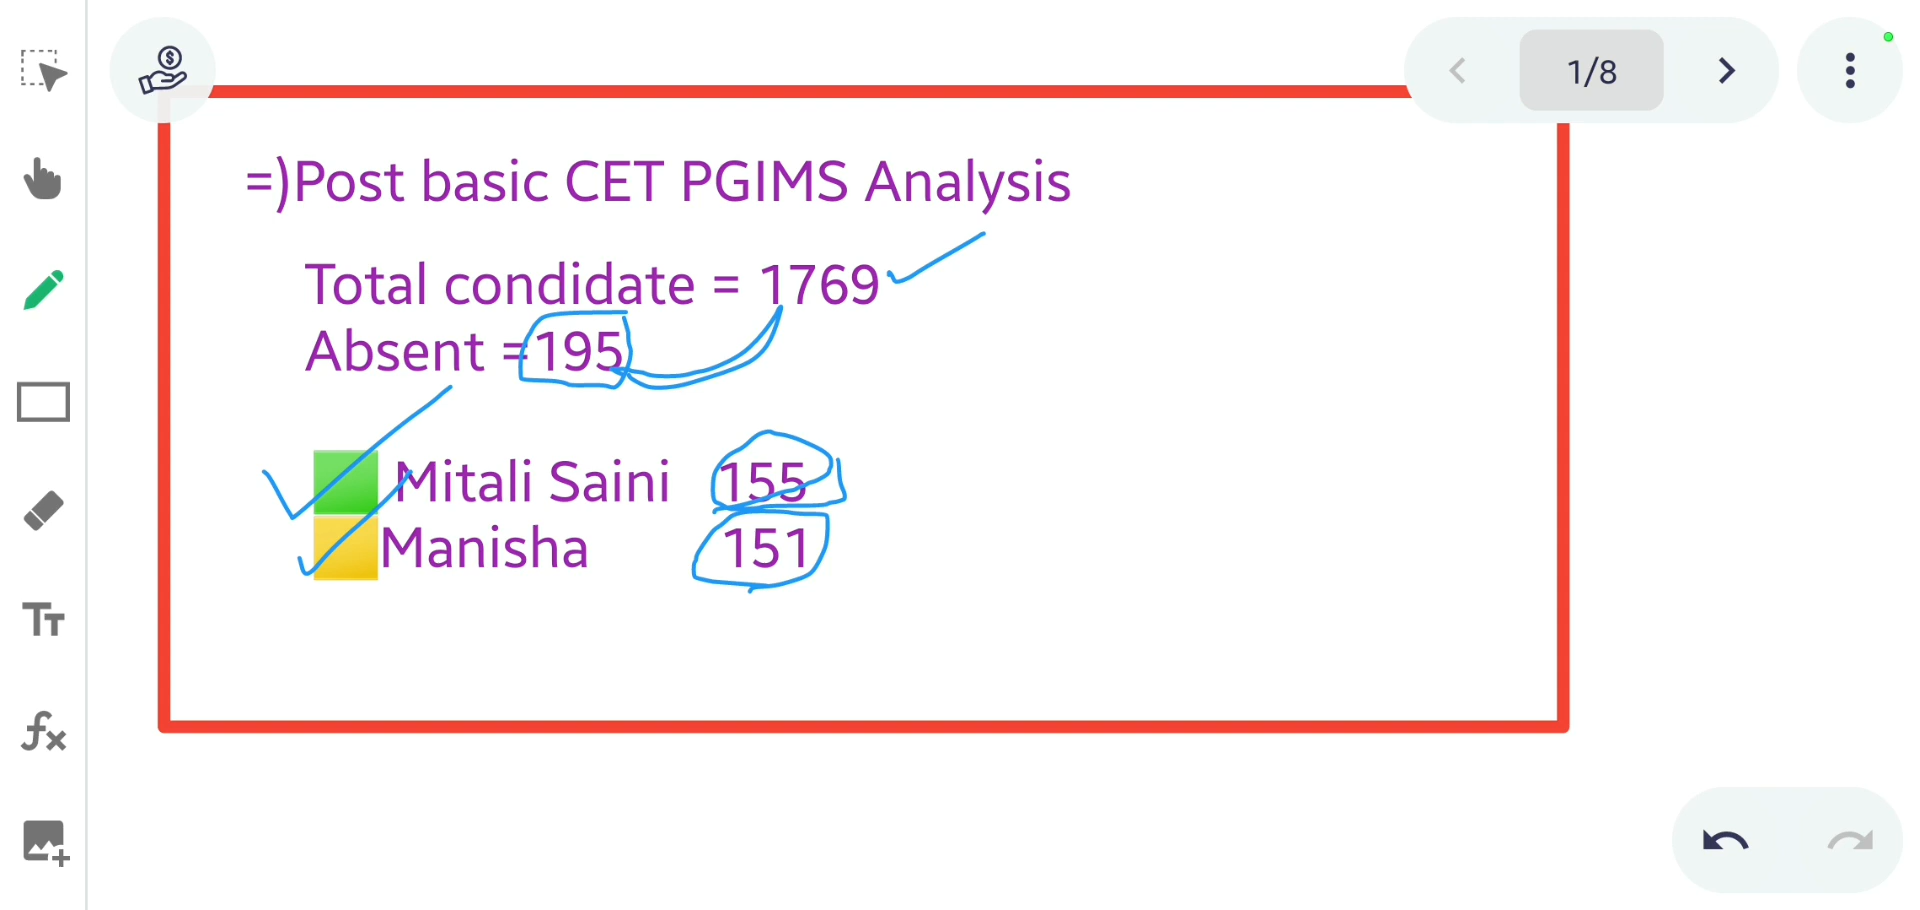 1/8
=)Post basic CET PGIMS Analysis
Total condidate = 1769
Absent =195
Mitali Saini 155
Manisha 151